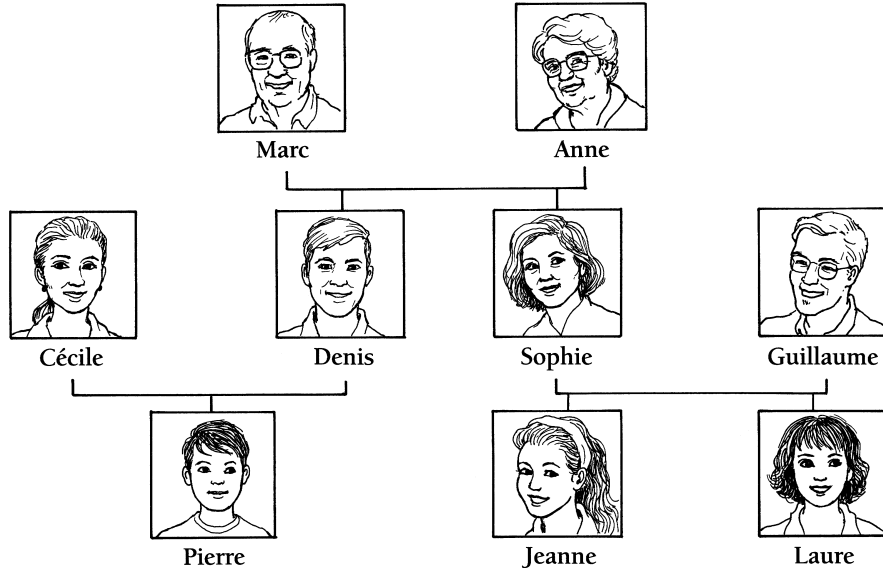 Marc
Anne
Cécile
Denis
Sophie
Guillaume
Pierre
Jeanne
Laure